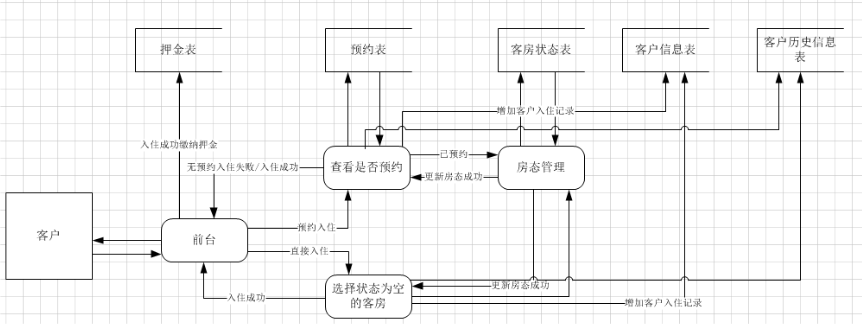 押金表
预约表
客房状态表
客户信息表
客户历史信息
表
增加客户入住记录
入住成功缴纳押金
无预约入住失败/入住成功
查看是否预约
已预约
房态管理
更新房态成功
客户
前台
预约入住
直接入住
选择状态为空
的客房
更新房态成功
入住成功
增加客户入住记录